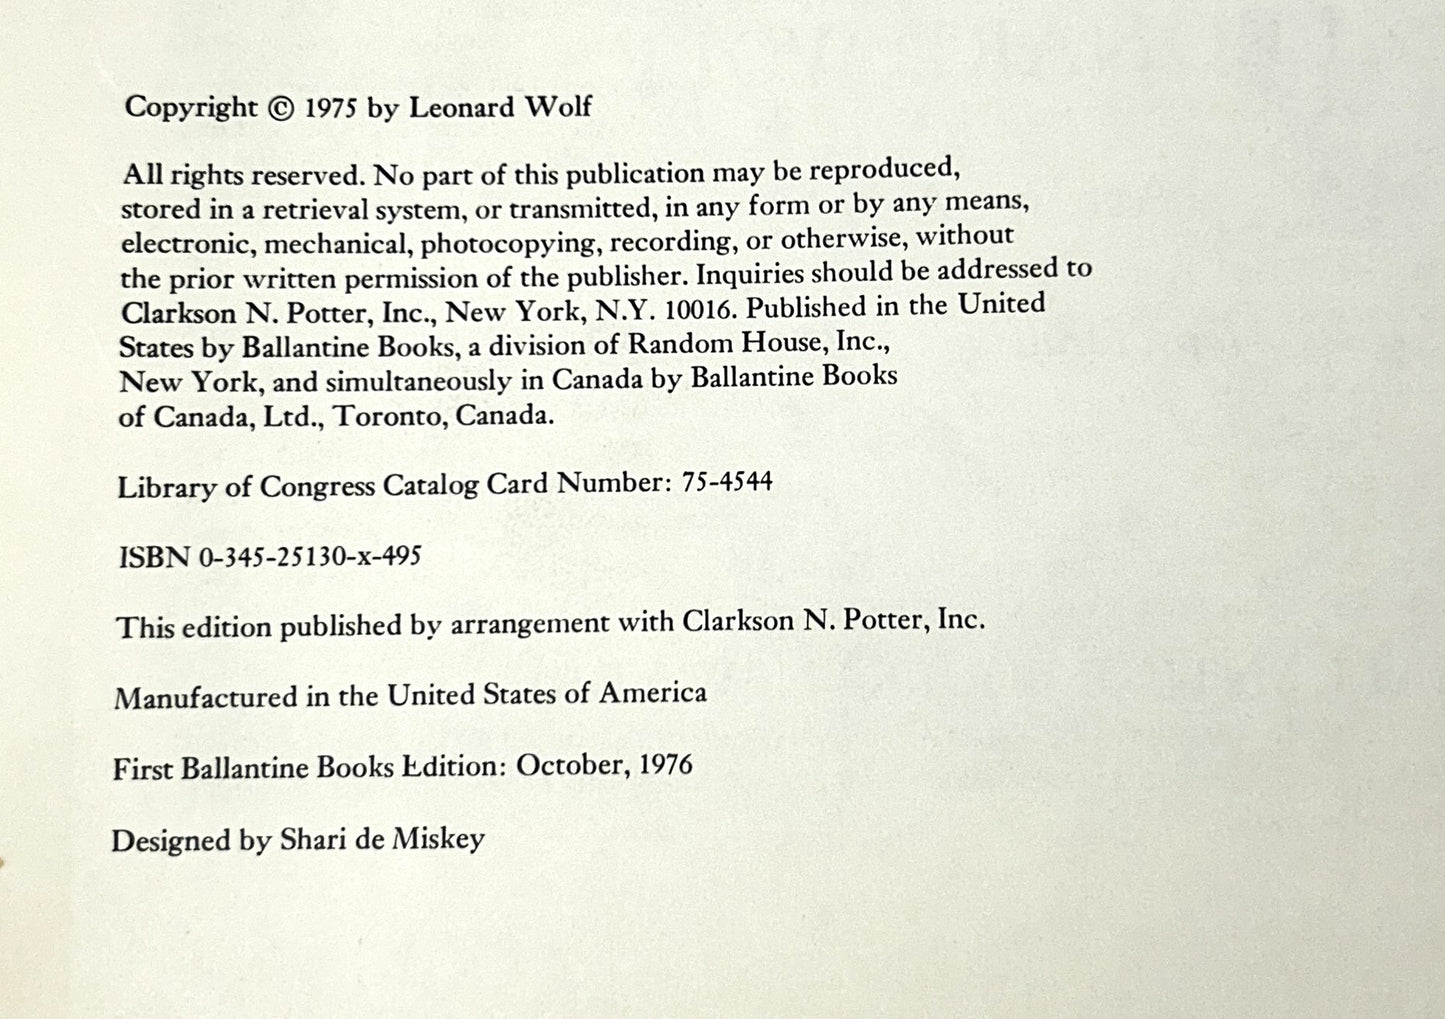 Copyright © 1975 by Leonard Wolf
All rights reserved. No part of this publication may be reproduced,
stored in a retrieval system, or transmitted, in any form or by any means,
electronic, mechanical, photocopying, recording, or otherwise, without
the prior written permission of the publisher. Inquiries should be addressed to
Clarkson N. Potter, Inc., New York, N.Y. 10016. Published in the United
States by Ballantine Books, a division of Random House, Inc.,
New York, and simultaneously in Canada by Ballantine Books
of Canada, Ltd., Toronto, Canada.
Library of Congress Catalog Card Number: 75-4544
ISBN 0-345-25130-x-495
This edition published by arrangement with Clarkson N. Potter, Inc.
Manufactured in the United States of America
First Ballantine Books Edition: October, 1976
Designed by Shari de Miskey